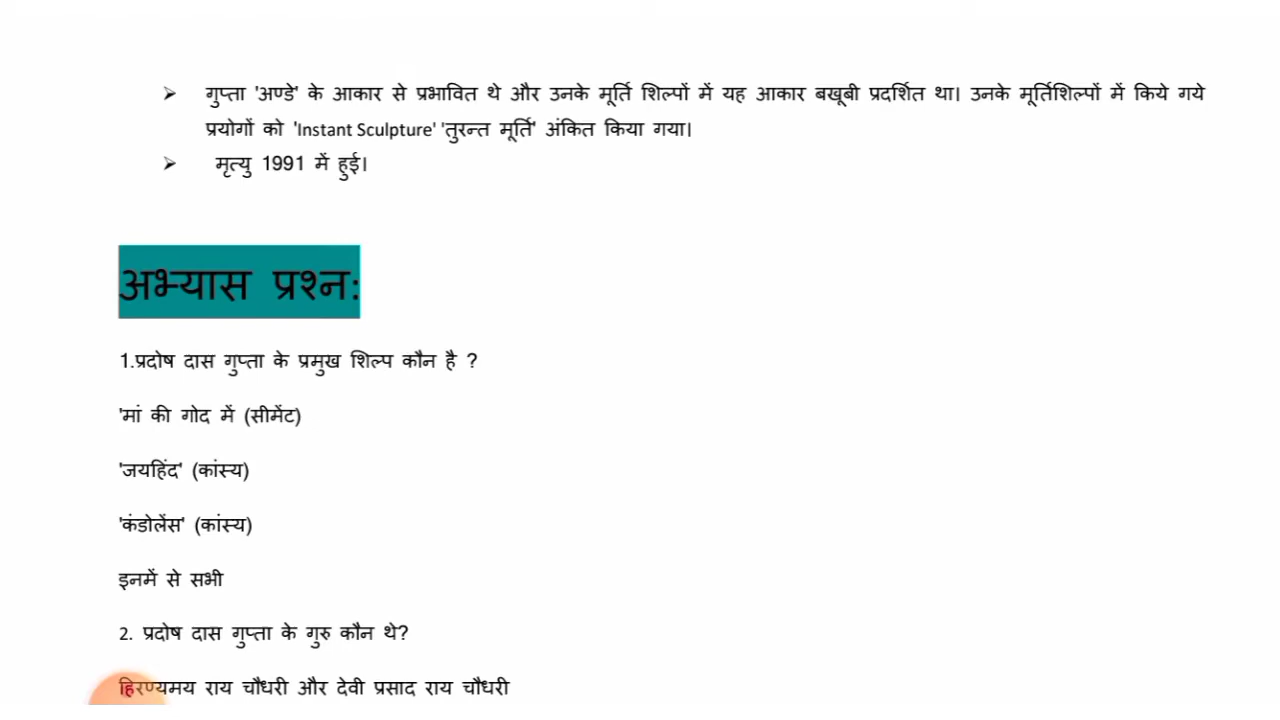 ➢ गुप्ता 'अण्डे' के आकार से प्रभावित थे और उनके मूर्ति शिल्पों में यह आकार बखूबी प्रदर्शित था। उनके मूर्तिशिल्पों में किये गये
प्रयोगों को 'Instant Sculpture' 'तुरन्त मूर्ति' अंकित किया गया।
➢ मृत्यु 1991 में हुई।
अभ्यास प्रश्न:
1.प्रदोष दास गुप्ता के प्रमुख शिल्प कौन है ?
'मां की गोद में (सीमेंट)
'जयहिंद' (कांस्य)
'कंडोलेंस' (कांस्य)
इनमें से सभी
2. प्रदोष दास गुप्ता के गुरु कौन थे?
हिरण्यमय राय चौधरी और देवी प्रसाद राय चौधरी